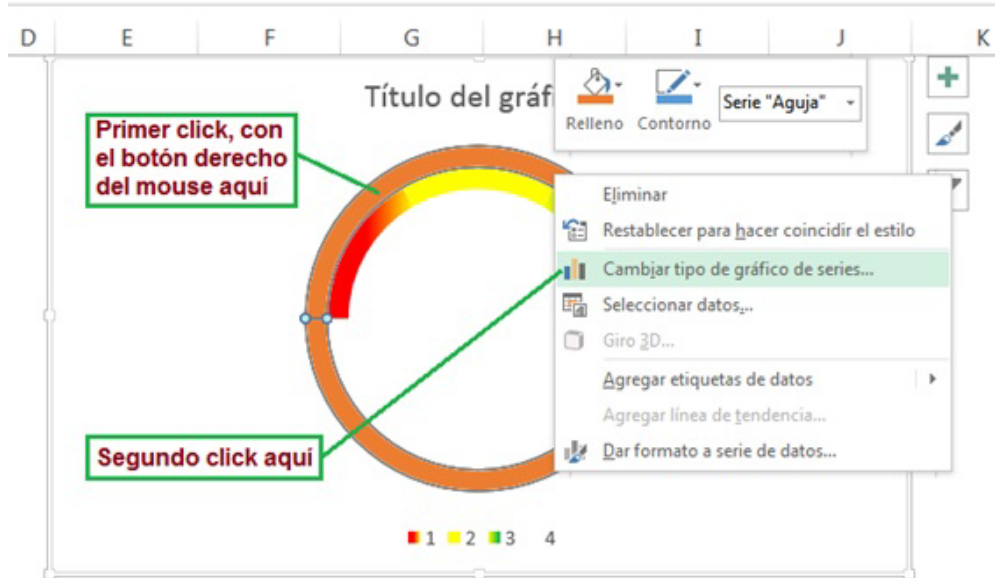 D E F G H I J K
Título del gráf
Relleno Contorno Serie "Aguja"
Primer click, con
el botón derecho
del mouse aquí
Eliminar
Restablecer para hacer coincidir el estilo
Cambiar tipo de gráfico de series...
Seleccionar datos...
Giro 3D...
Agregar etiquetas de datos
Agregar línea de tendencia...
Dar formato a serie de datos...
Segundo click aquí
1 2 3 4